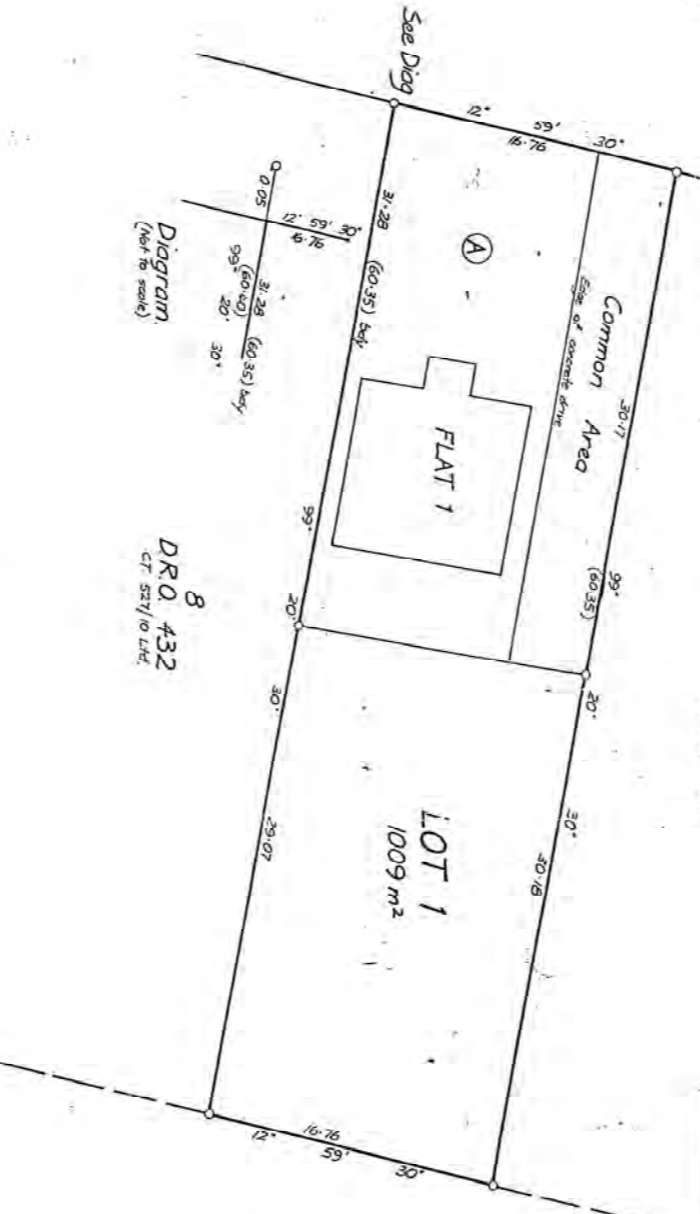 See Diag
12° 59' 30"
16.76
Common Area
30.17
99° 20' 30"
(60.35)
30.18
Edge of concrete drive
A
FLAT 1
31.28 (60.35) bdy.
99° 20' 30"
29.07
LOT 1
1009 m²
16.76
12° 59' 30"
0.05
12° 59' 30"
16.76
31.28 (60.35) bdy.
(60.40)
99° 20' 30"
Diagram.
(Not to scale)
8
D.R.O. 432
C.T. 527/10 Ltd.